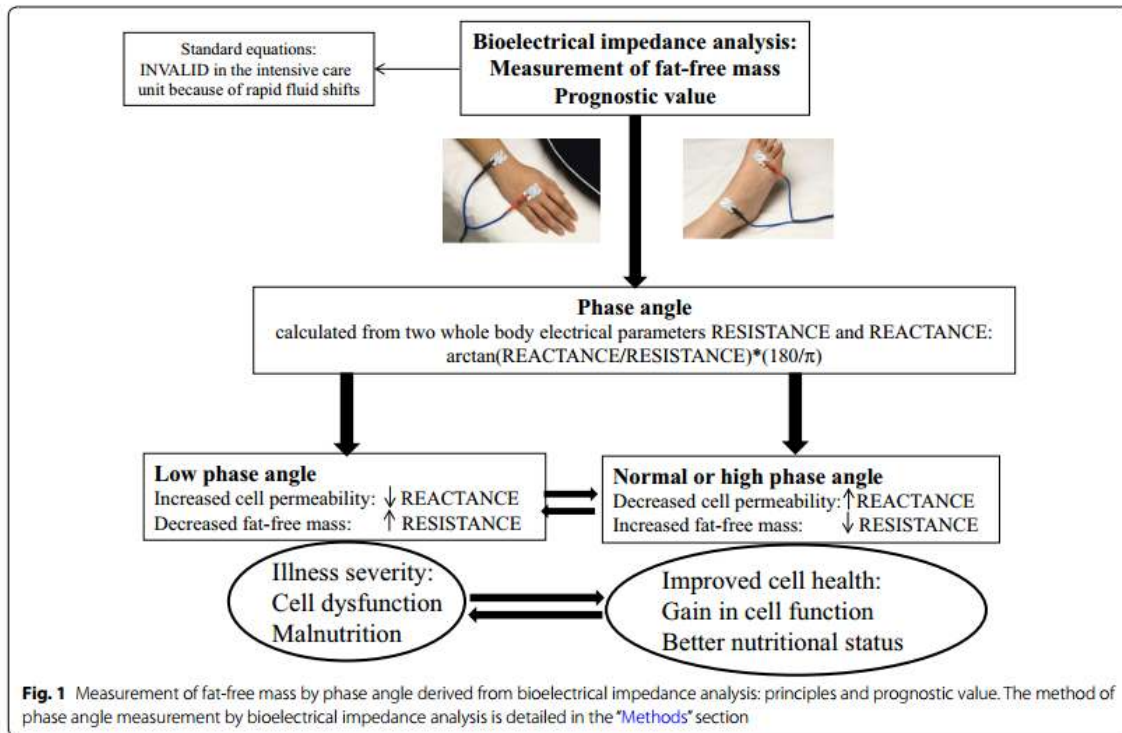 Standard equations:
INVALID in the intensive care
unit because of rapid fluid shifts
Bioelectrical impedance analysis:
Measurement of fat-free mass
Prognostic value
Phase angle
calculated from two whole body electrical parameters RESISTANCE and REACTANCE:
arctan(REACTANCE/RESISTANCE)*(180/π)
Low phase angle
Increased cell permeability: ↓ REACTANCE
Decreased fat-free mass: ↑ RESISTANCE
Normal or high phase angle
Decreased cell permeability: ↑ REACTANCE
Increased fat-free mass: ↓ RESISTANCE
Illness severity:
Cell dysfunction
Malnutrition
Improved cell health:
Gain in cell function
Better nutritional status
Fig. 1 Measurement of fat-free mass by phase angle derived from bioelectrical impedance analysis: principles and prognostic value. The method of
phase angle measurement by bioelectrical impedance analysis is detailed in the "Methods" section